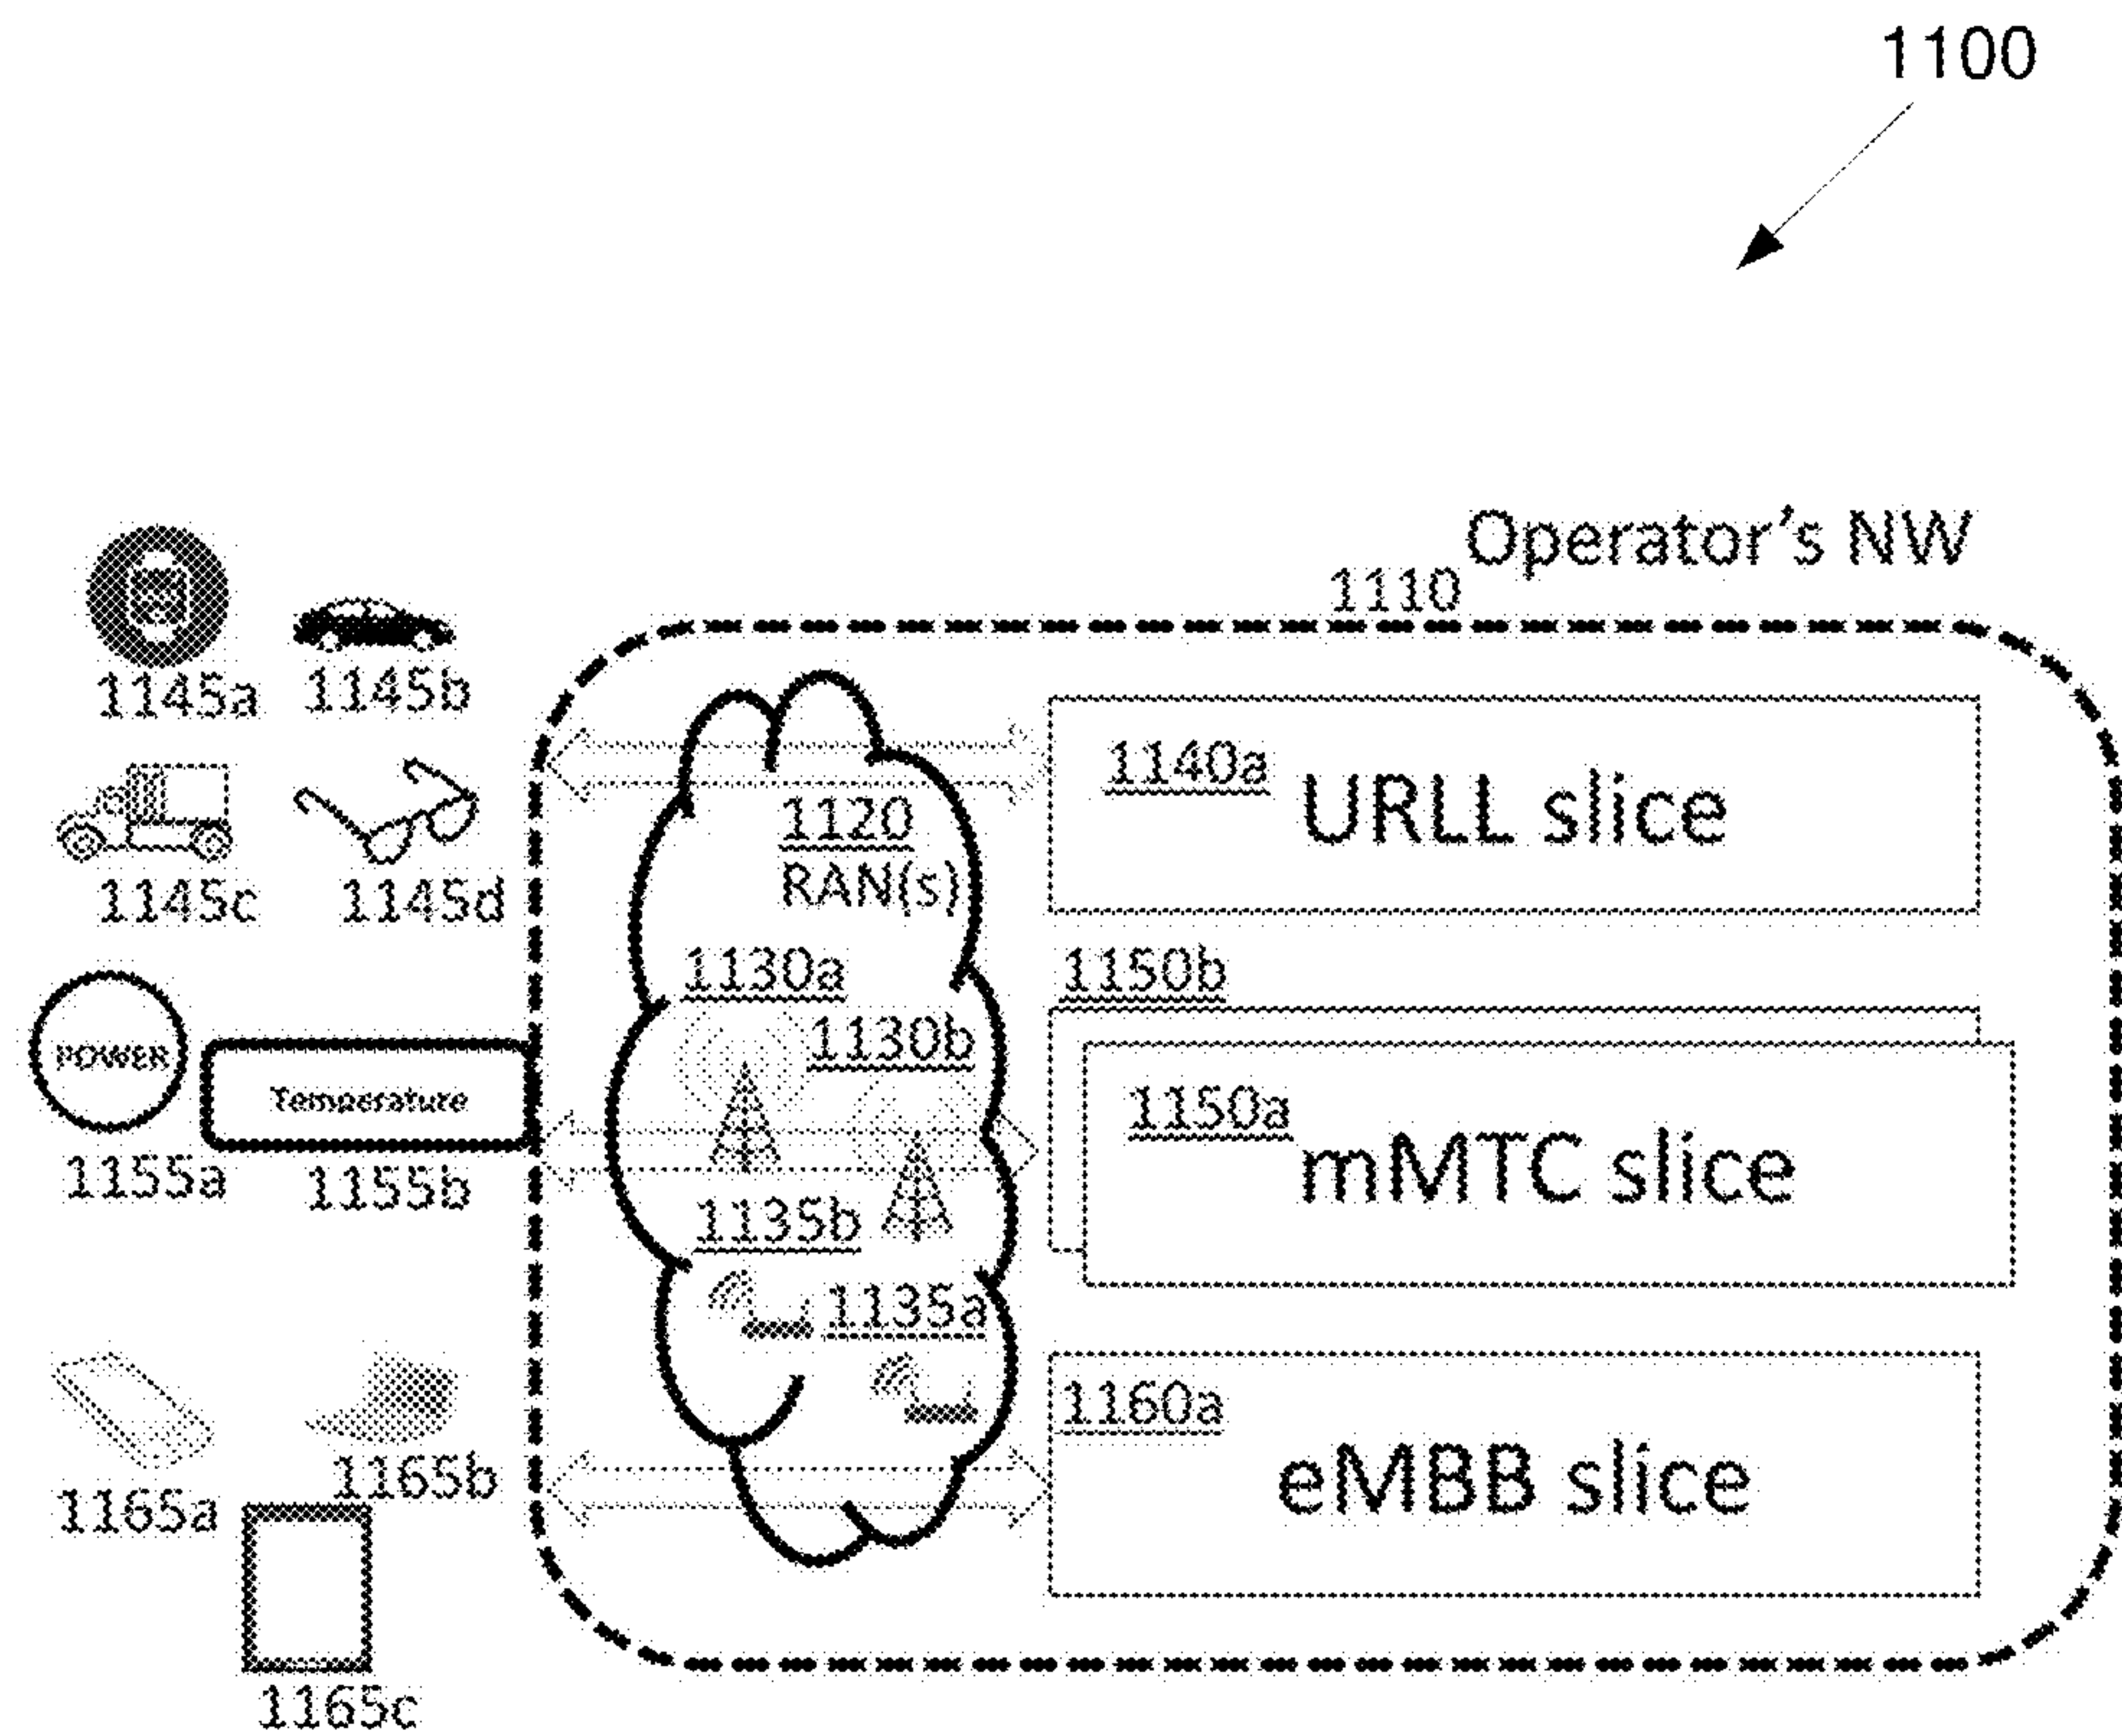 1100
Operator's NW
1110
1145a
1145b
1140a
URLL slice
1120
RAN(s)
1145c
1145d
1130a
1150b
1130b
POWER
Temperature
1150a
mMTC slice
1155a
1155b
1135b
1135a
1160a
eMBB slice
1165a
1165b
1165c